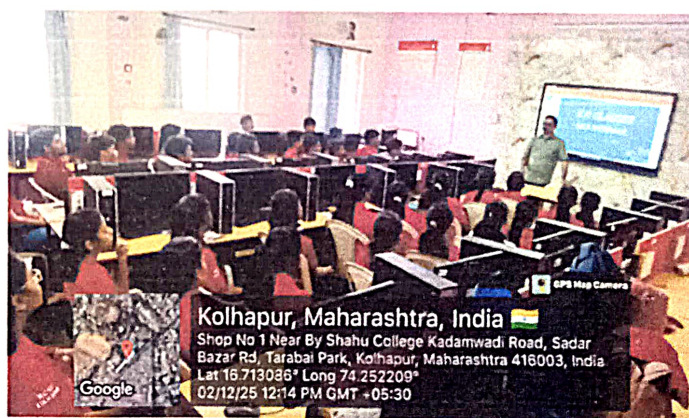 GPS Map Camera
Kolhapur, Maharashtra, India
Shop No 1 Near By Shahu College Kadamwadi Road, Sadar
Bazar Rd, Tarabai Park, Kolhapur, Maharashtra 416003, India
Lat 16.713086° Long 74.252209°
02/12/25 12:14 PM GMT +05:30
Google